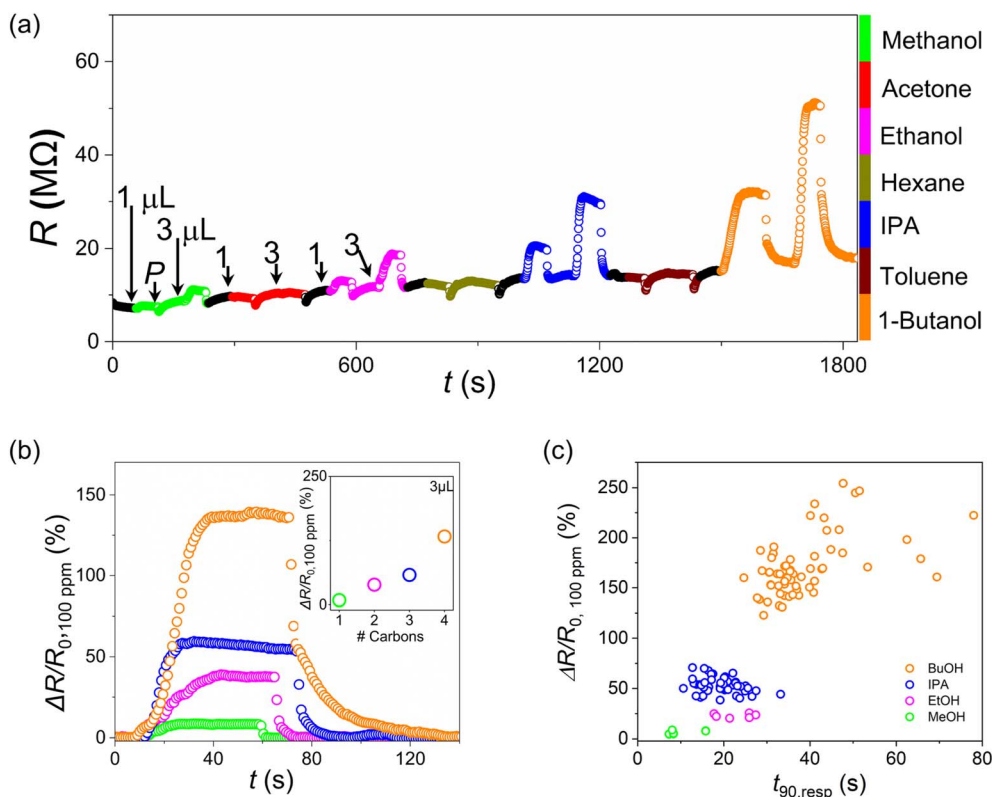 (a)
60
40
20
0
R (MΩ)
1 μL
P
3 μL
1
3
1
3
0
600
1200
1800
t (s)
Methanol
Acetone
Ethanol
Hexane
IPA
Toluene
1-Butanol
(b)
150
100
50
0
ΔR/R0,100 ppm (%)
0
40
80
120
t (s)
250
0
ΔR/R0,100 ppm (%)
3μL
1
2
3
4
# Carbons
(c)
250
200
150
100
50
0
ΔR/R0, 100 ppm (%)
BuOH
IPA
EtOH
MeOH
0
20
40
60
80
t90,resp (s)